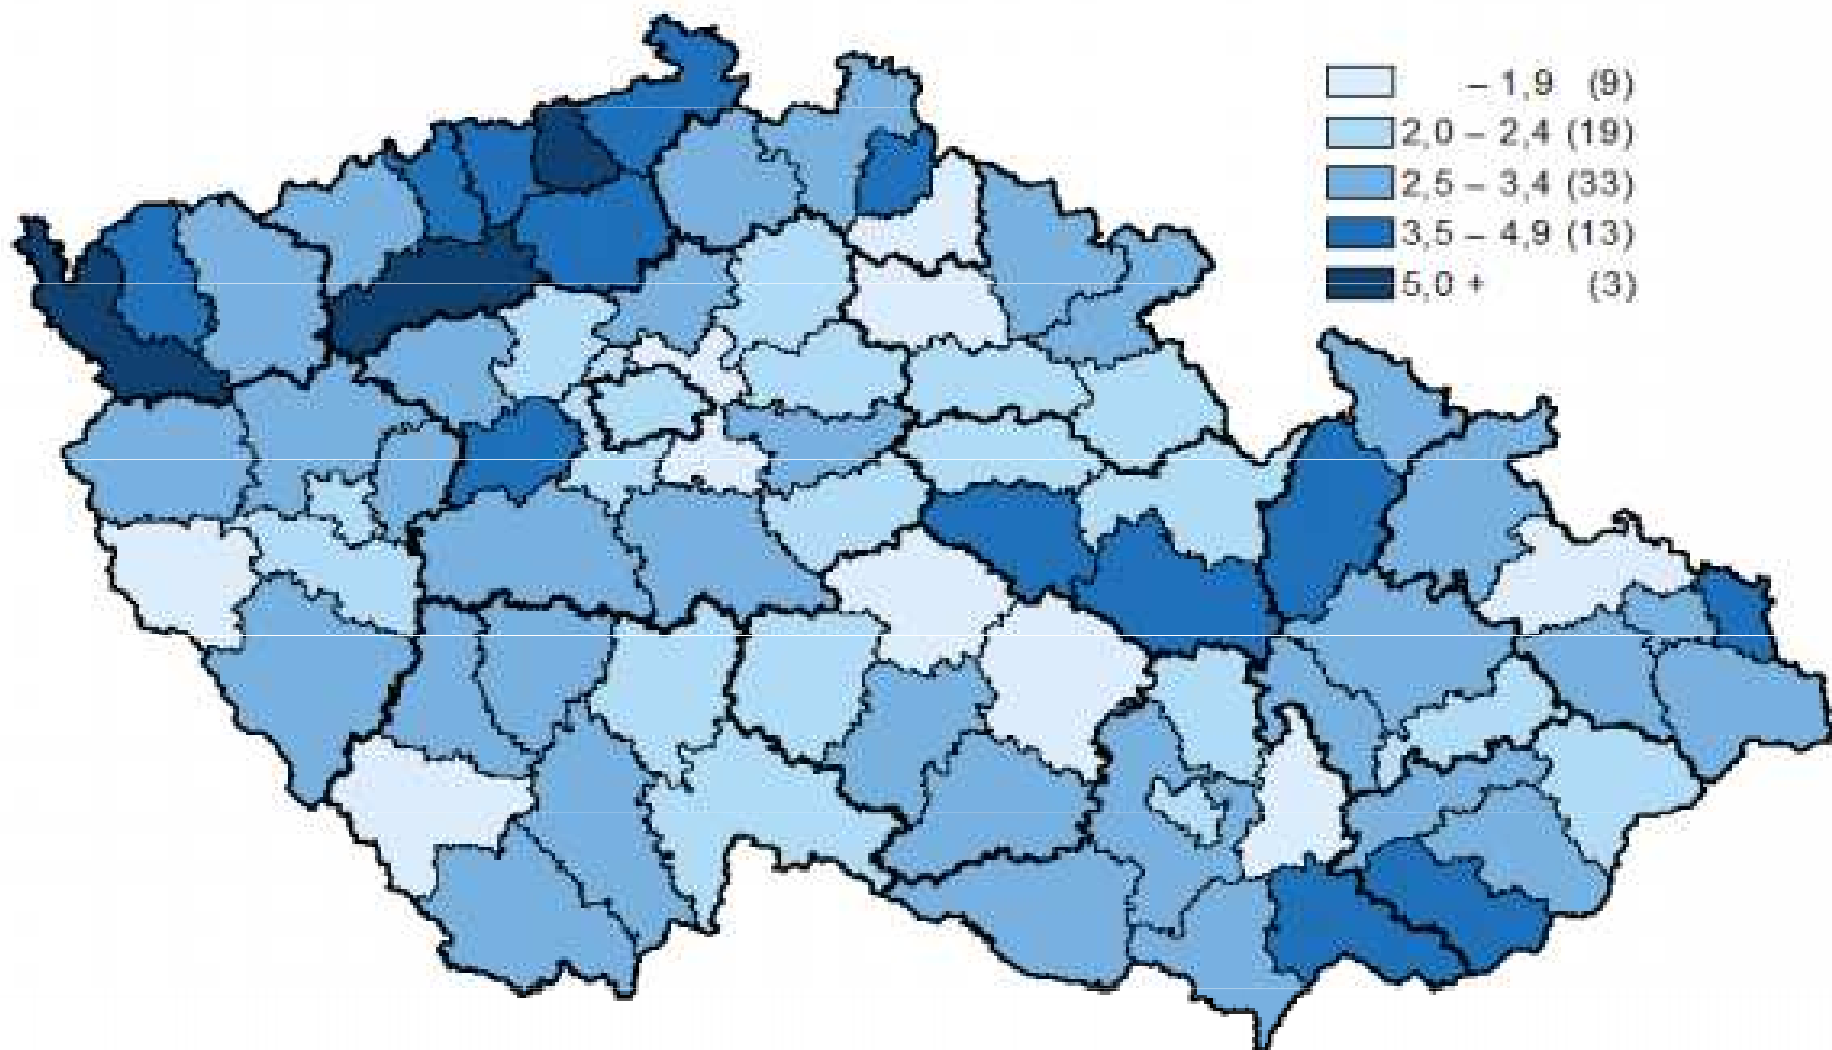 – 1,9 (9)
2,0 – 2,4 (19)
2,5 – 3,4 (33)
3,5 – 4,9 (13)
5,0 + (3)